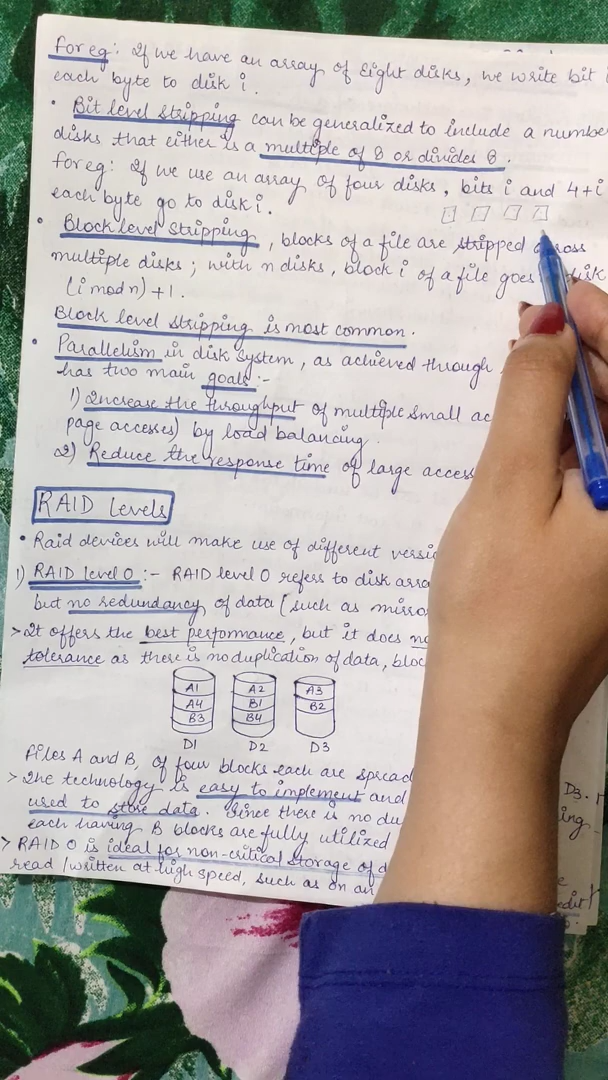 for eg: If we have an array of Eight disks, we write bit i
each byte to disk i.
• Bit level stripping can be generalized to include a number
disks that either is a multiple of 8 or divides 8.
for eg: If we use an array of four disks, bits i and 4+i
each byte go to disk i.
• Block level stripping, blocks of a file are stripped across
multiple disks; with n disks, block i of a file goes disk
(i mod n) + 1.
Block level stripping is most common.
• Parallelism in disk system, as achieved through
has two main goals :-
1) Increase the throughput of multiple small
page accesses) by load balancing.
2) Reduce the response time of large
RAID Levels
• Raid devices will make use of different
1) RAID level 0 :- RAID level 0 refers to disk
but no redundancy of data (such as
> It offers the best performance, but it does
tolerance as there is no duplication of data,
A1 A2 A3
A4 B1 B2
B3 B4
D1 D2 D3
files A and B, of four blocks each are spread D3.
> The technology is easy to implement and
used to store data. Since there is no
each having B blocks are fully utilized
> RAID 0 is ideal for non-critical storage of
read/written at high speed, such as on an